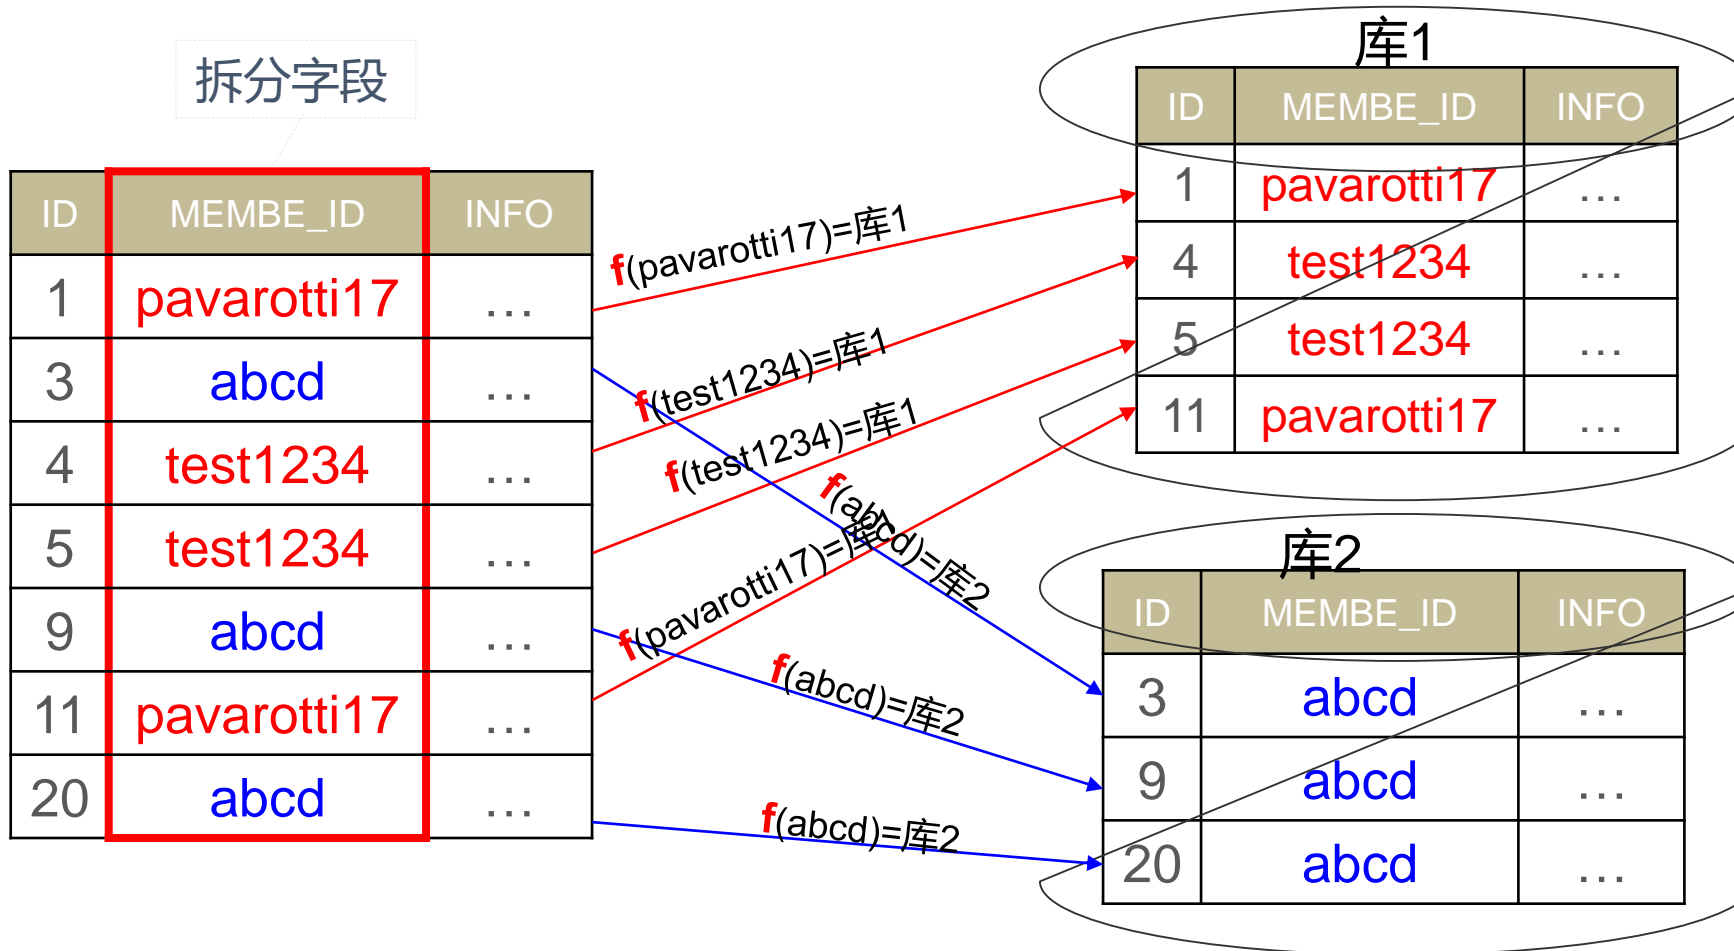 拆分字段
ID MEMBE_ID INFO
1 pavarotti17 …
3 abcd …
4 test1234 …
5 test1234 …
9 abcd …
11 pavarotti17 …
20 abcd …
f(pavarotti17)=库1
f(test1234)=库1
f(test1234)=库1
f(abcd)=库2
f(pavarotti17)=库1
f(abcd)=库2
f(abcd)=库2
库1
ID MEMBE_ID INFO
1 pavarotti17 …
4 test1234 …
5 test1234 …
11 pavarotti17 …
库2
ID MEMBE_ID INFO
3 abcd …
9 abcd …
20 abcd …